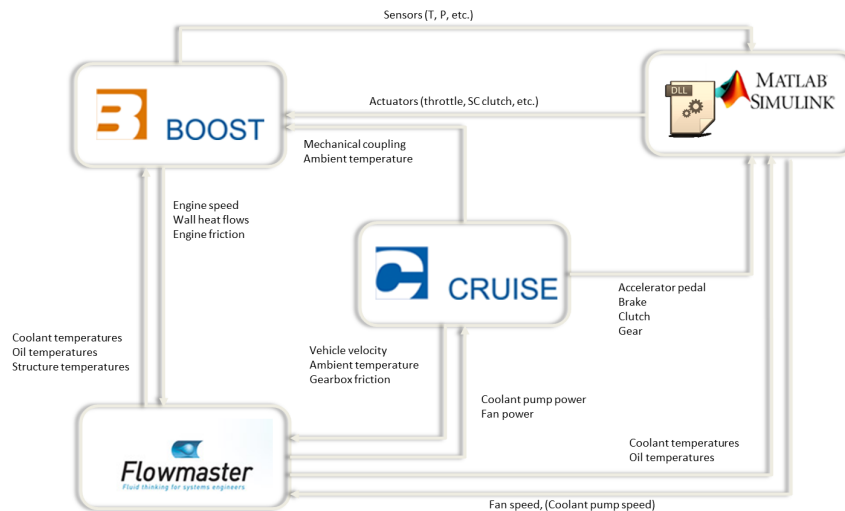 Sensors (T, P, etc.)
BOOST
DLL
MATLAB
SIMULINK®
Actuators (throttle, SC clutch, etc.)
Mechanical coupling
Ambient temperature
Engine speed
Wall heat flows
Engine friction
CRUISE
Accelerator pedal
Brake
Clutch
Gear
Coolant temperatures
Oil temperatures
Structure temperatures
Vehicle velocity
Ambient temperature
Gearbox friction
Coolant pump power
Fan power
Flowmaster
Fluid thinking for systems engineers
Coolant temperatures
Oil temperatures
Fan speed, (Coolant pump speed)